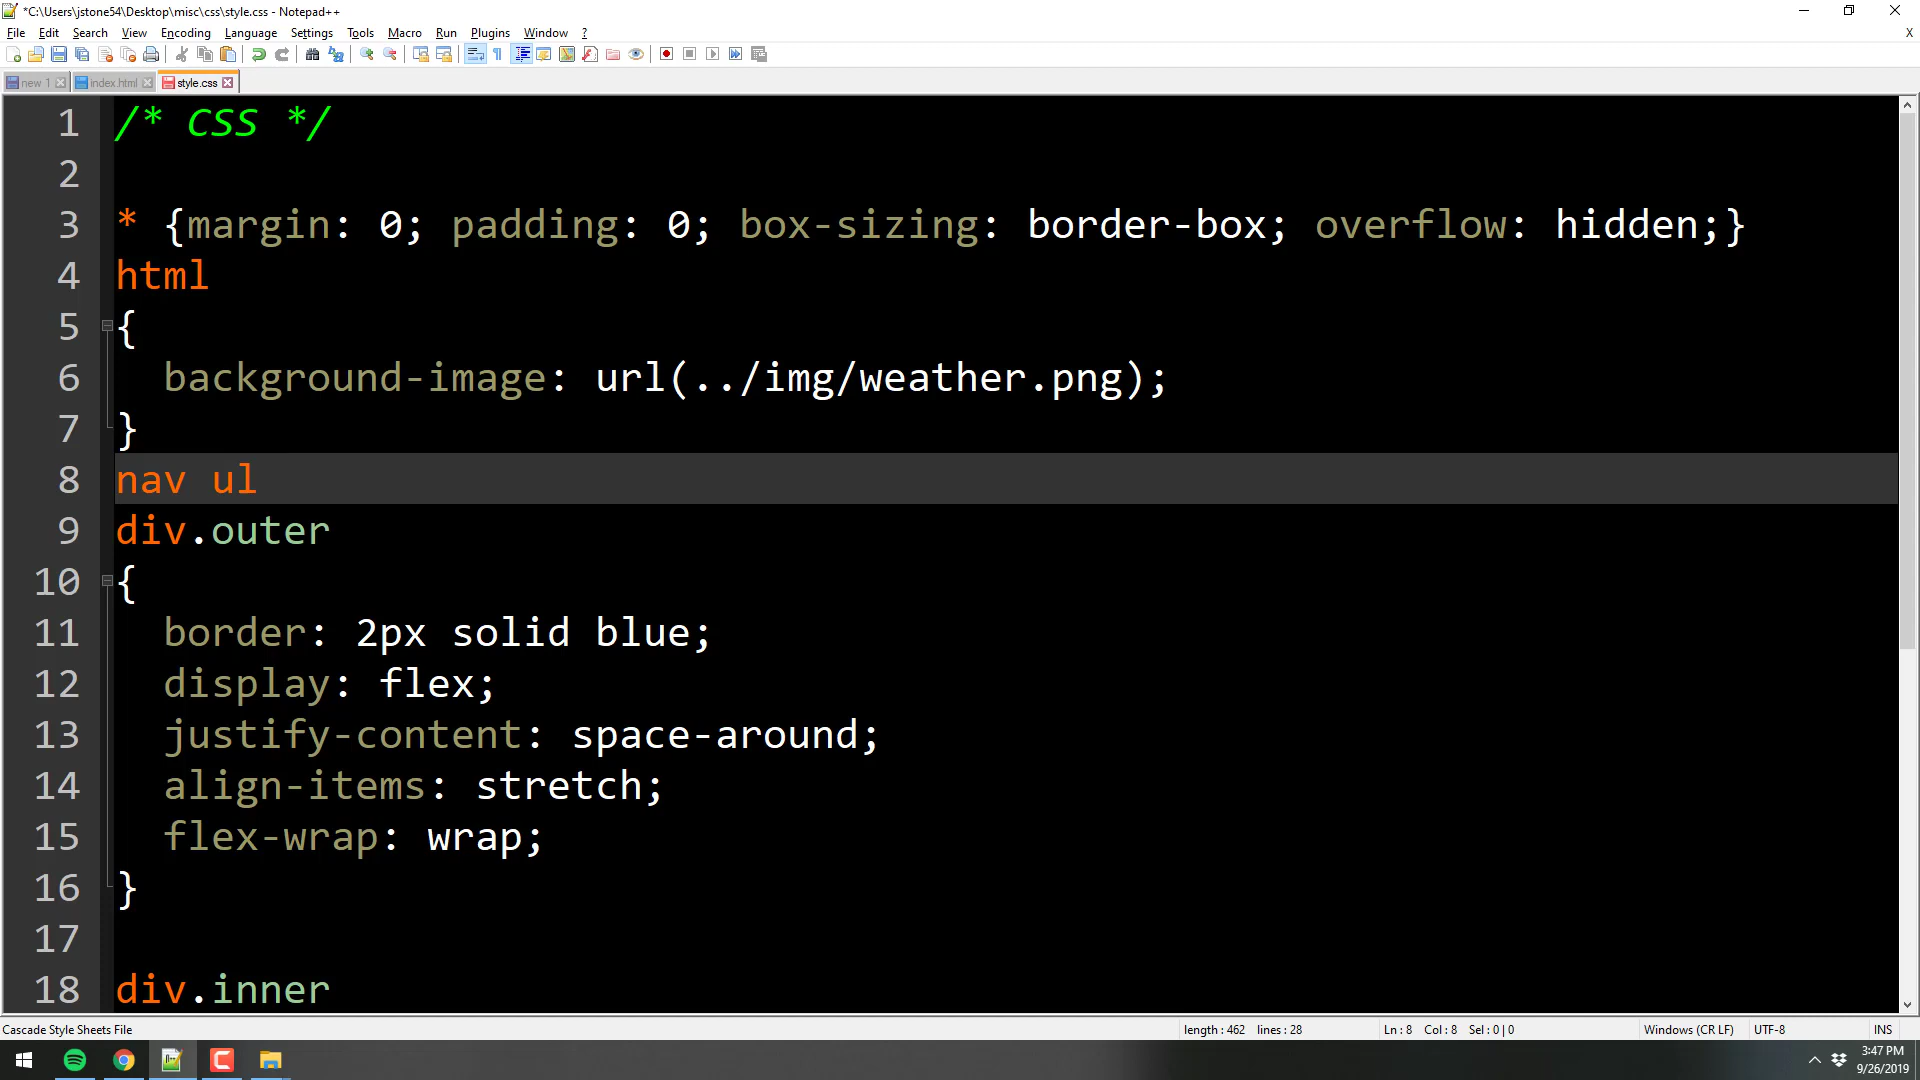 *C:\Users\jstone54\Desktop\misc\css\style.css - Notepad++
File Edit Search View Encoding Language Settings Tools Macro Run Plugins Window ? X
new 1 index.html style.css
1 /* CSS */
2
3 * {margin: 0; padding: 0; box-sizing: border-box; overflow: hidden;}
4 html
5 {
6 background-image: url(../img/weather.png);
7 }
8 nav ul
9 div.outer
10 {
11 border: 2px solid blue;
12 display: flex;
13 justify-content: space-around;
14 align-items: stretch;
15 flex-wrap: wrap;
16 }
17
18 div.inner
Cascade Style Sheets File length : 462 lines : 28 Ln : 8 Col : 8 Sel : 0 | 0 Windows (CR LF) UTF-8 INS
3:47 PM
9/26/2019